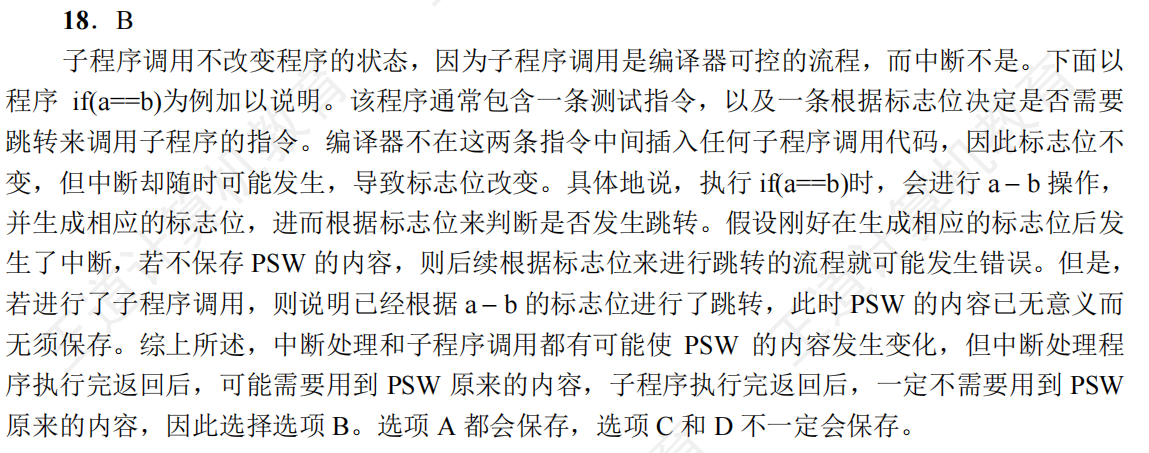 18．B
子程序调用不改变程序的状态，因为子程序调用是编译器可控的流程，而中断不是。下面以
程序 if(a==b)为例加以说明。该程序通常包含一条测试指令，以及一条根据标志位决定是否需要
跳转来调用子程序的指令。编译器不在这两条指令中间插入任何子程序调用代码，因此标志位不
变，但中断却随时可能发生，导致标志位改变。具体地说，执行 if(a==b)时，会进行 a – b 操作，
并生成相应的标志位，进而根据标志位来判断是否发生跳转。假设刚好在生成相应的标志位后发
生了中断，若不保存 PSW 的内容，则后续根据标志位来进行跳转的流程就可能发生错误。但是，
若进行了子程序调用，则说明已经根据 a – b 的标志位进行了跳转，此时 PSW 的内容已无意义而
无须保存。综上所述，中断处理和子程序调用都有可能使 PSW 的内容发生变化，但中断处理程
序执行完返回后，可能需要用到 PSW 原来的内容，子程序执行完返回后，一定不需要用到 PSW
原来的内容，因此选择选项 B。选项 A 都会保存，选项 C 和 D 不一定会保存。
王道计算机教育
王道计算机教育